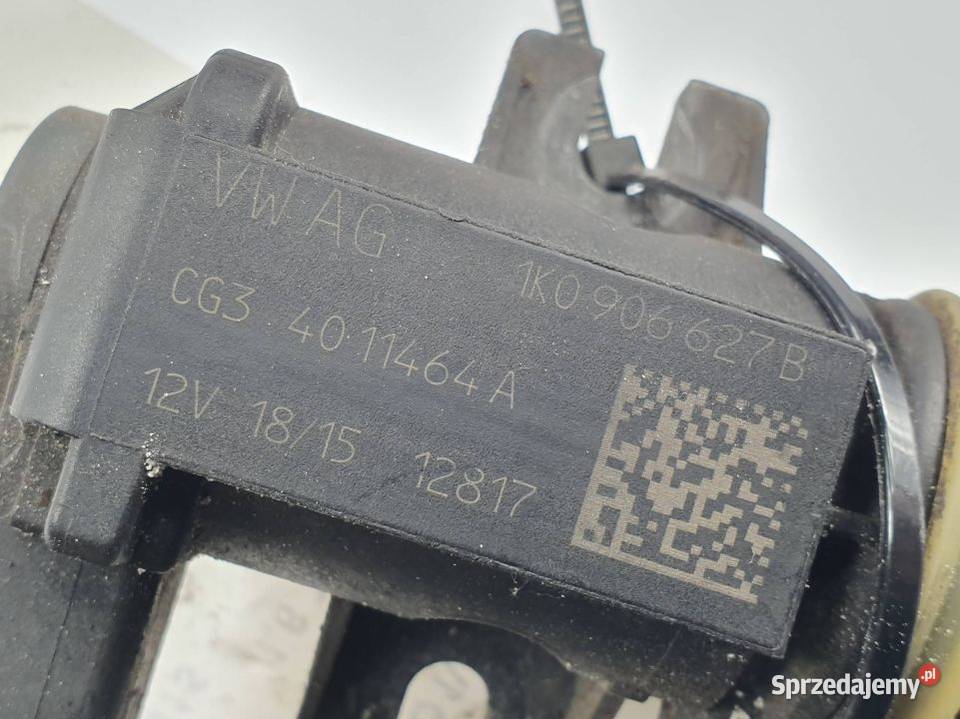 VW AG
1K0 906 627 B
CG3 40.11464 A
12V 18/15 12817
Sprzedajemy.pl